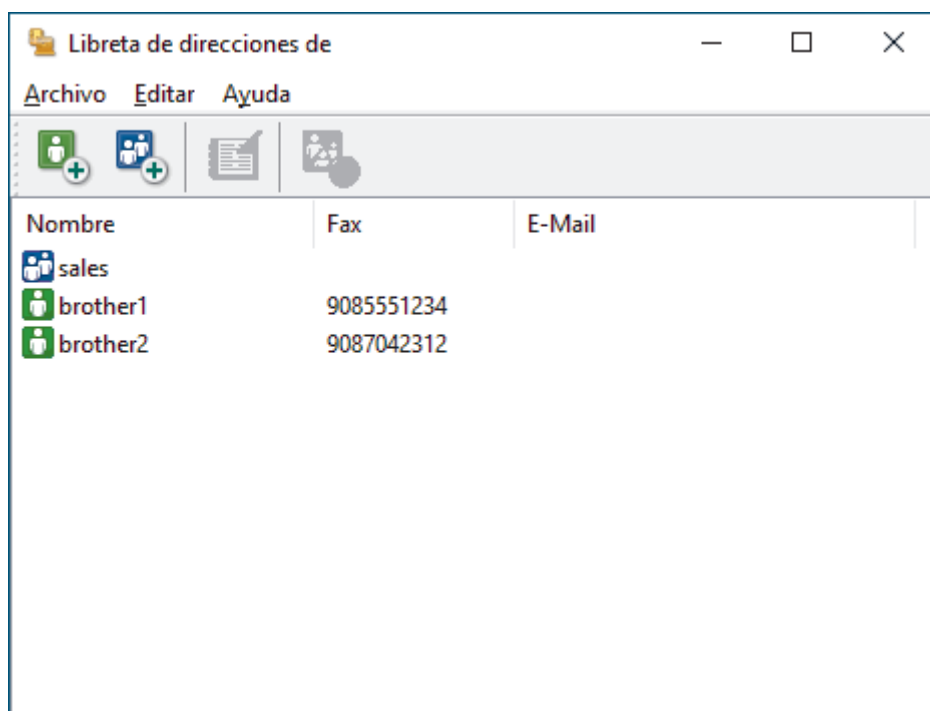 Libreta de direcciones de
Archivo Editar Ayuda
Nombre Fax E-Mail
sales
brother1 9085551234
brother2 9087042312